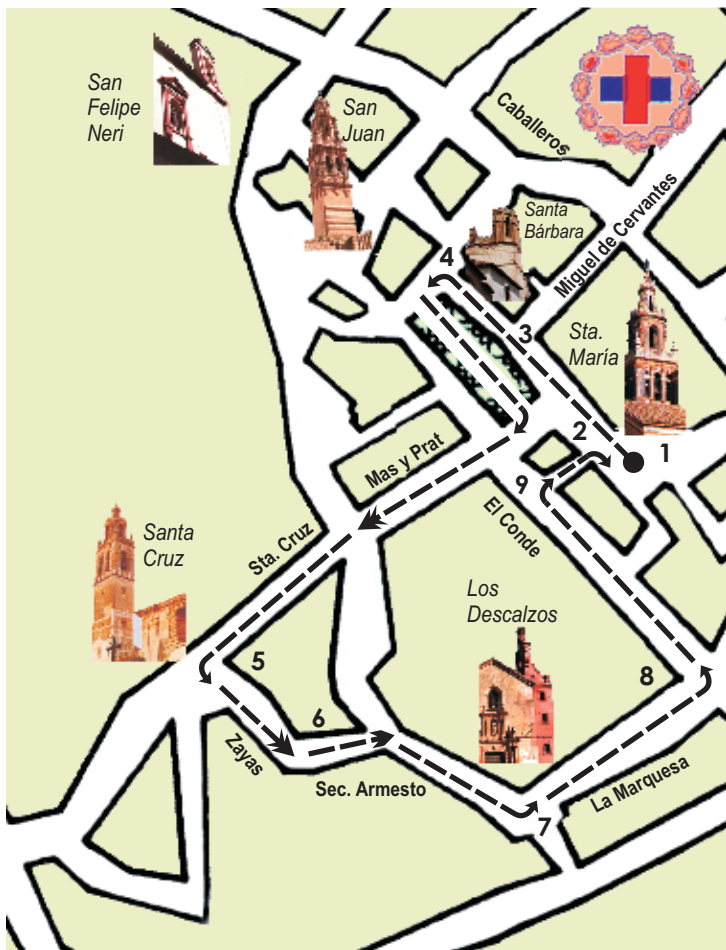 San
Felipe
Neri
San
Juan
Caballeros
Santa
Bárbara
Miguel de Cervantes
4
3
Sta.
María
2
1
9
Mas y Prat
El Conde
Santa
Cruz
Sta. Cruz
Los
Descalzos
5
8
6
Zayas
Sec. Armesto
La Marquesa
7